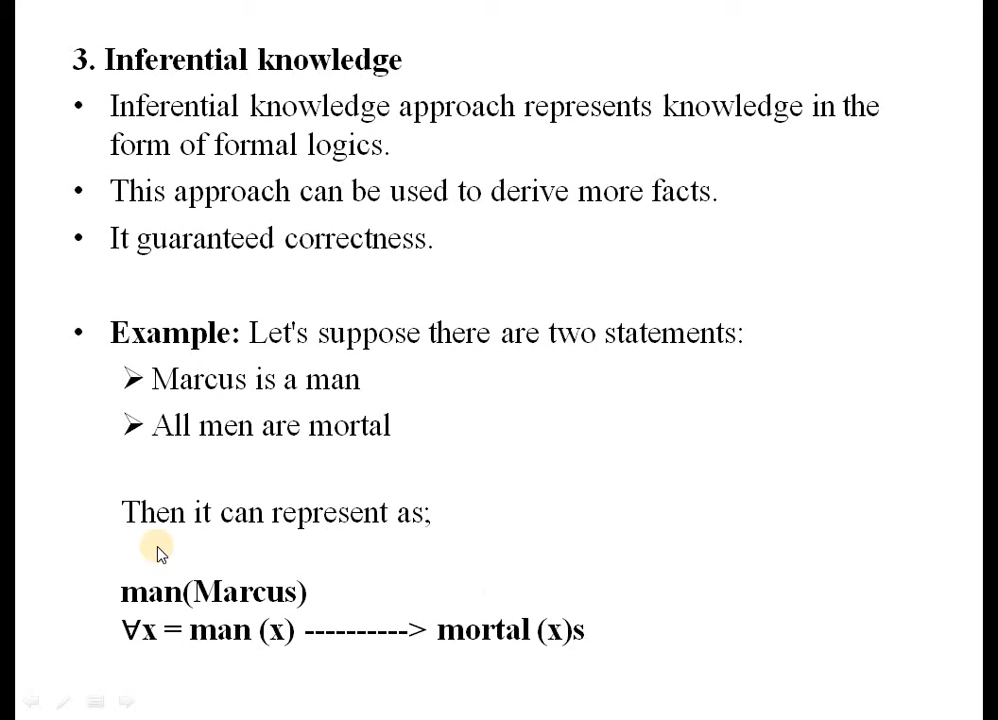 3. Inferential knowledge
• Inferential knowledge approach represents knowledge in the
form of formal logics.
• This approach can be used to derive more facts.
• It guaranteed correctness.
• Example: Let's suppose there are two statements:
➢ Marcus is a man
➢ All men are mortal
Then it can represent as;
man(Marcus)
∀x = man (x) ----------> mortal (x)s